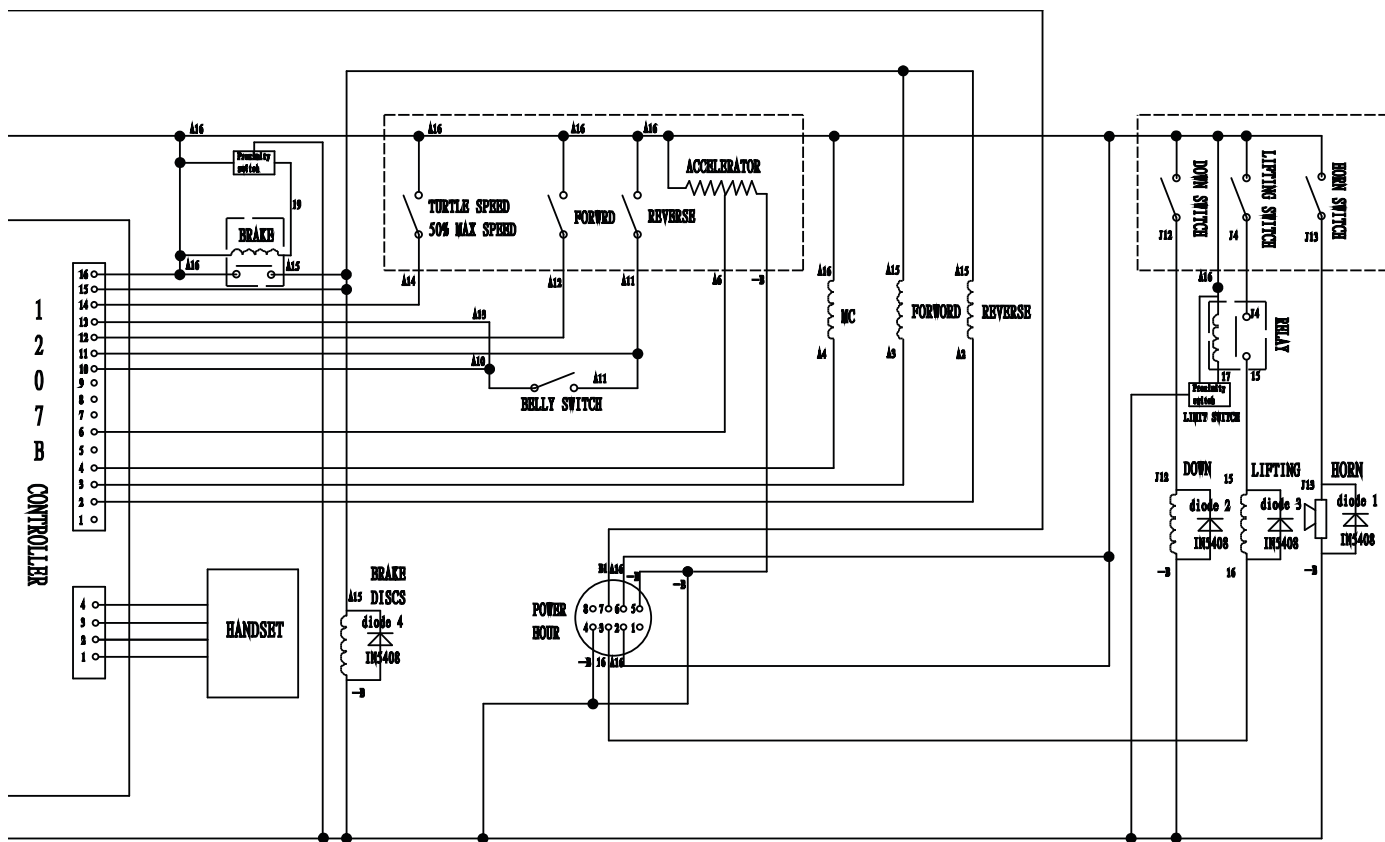 A16
Proximity
switch
19
BRAKE
A16
A15
A16
A16
A16
ACCELERATOR
TURTLE SPEED
50% MAX SPEED
FORWRD
REVERSE
A14
A12
A11
A6
-B
DOWN SWITCH
LIFTING SWITCH
HORN SWITCH
J12
J4
J13
A16
A15
A15
MC
FORWORD
REVERSE
A4
A3
A2
A16
J4
RELAY
17
15
Proximity
switch
LIMIT SWITCH
16
15
14
13
12
11
10
9
8
7
6
5
4
3
2
1
1207B CONTROLLER
A13
A10
A11
BELLY SWITCH
J12
DOWN
diode 2
IN5408
-B
15
LIFTING
diode 3
IN5408
16
J13
HORN
diode 1
IN5408
-B
4
3
2
1
HANDSET
BRAKE
DISCS
A15
diode 4
IN5408
-B
POWER
HOUR
B1
A16
-B
-B
8
7
6
5
4
3
2
1
-B
16
A16